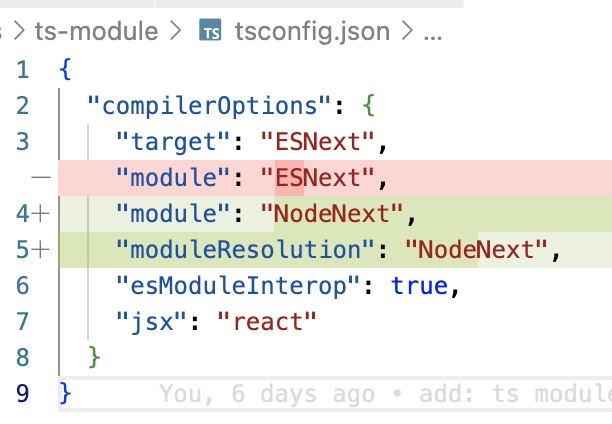 s > ts-module > TS tsconfig.json > ...
1 {
2 "compilerOptions": {
3 "target": "ESNext",
— "module": "ESNext",
4+ "module": "NodeNext",
5+ "moduleResolution": "NodeNext",
6 "esModuleInterop": true,
7 "jsx": "react"
8 }
9 } You, 6 days ago • add: ts module